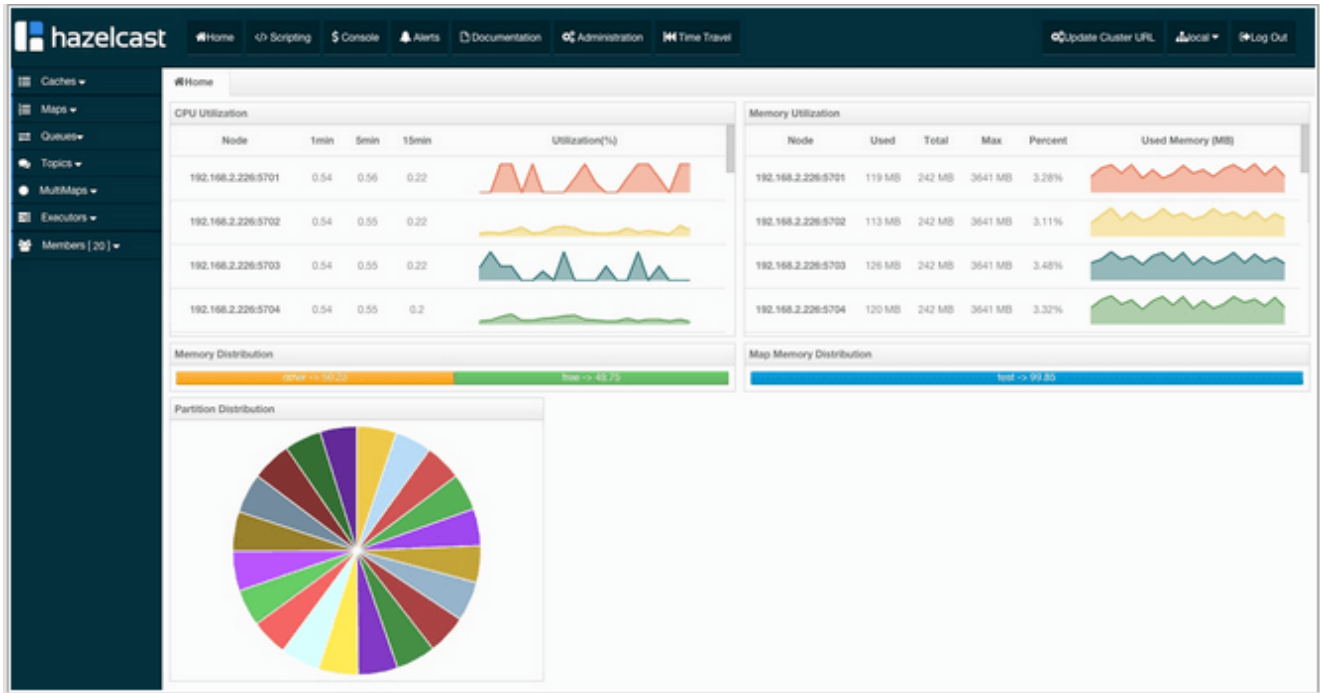 hazelcast Home Scripting $ Console Alerts Documentation Administration Time Travel Update Cluster URL local Log Out
Caches
Maps
Queues
Topics
MultiMaps
Executors
Members [ 20 ]
Home
CPU Utilization
Node 1min 5min 15min Utilization(%)
192.168.2.226:5701 0.54 0.56 0.22
192.168.2.226:5702 0.54 0.55 0.22
192.168.2.226:5703 0.54 0.55 0.22
192.168.2.226:5704 0.54 0.55 0.2
Memory Utilization
Node Used Total Max Percent Used Memory (MB)
192.168.2.226:5701 119 MB 242 MB 3641 MB 3.28%
192.168.2.226:5702 113 MB 242 MB 3641 MB 3.11%
192.168.2.226:5703 126 MB 242 MB 3641 MB 3.48%
192.168.2.226:5704 120 MB 242 MB 3641 MB 3.32%
Memory Distribution
other -> free -> 49.75
Map Memory Distribution
test -> 99.85
Partition Distribution